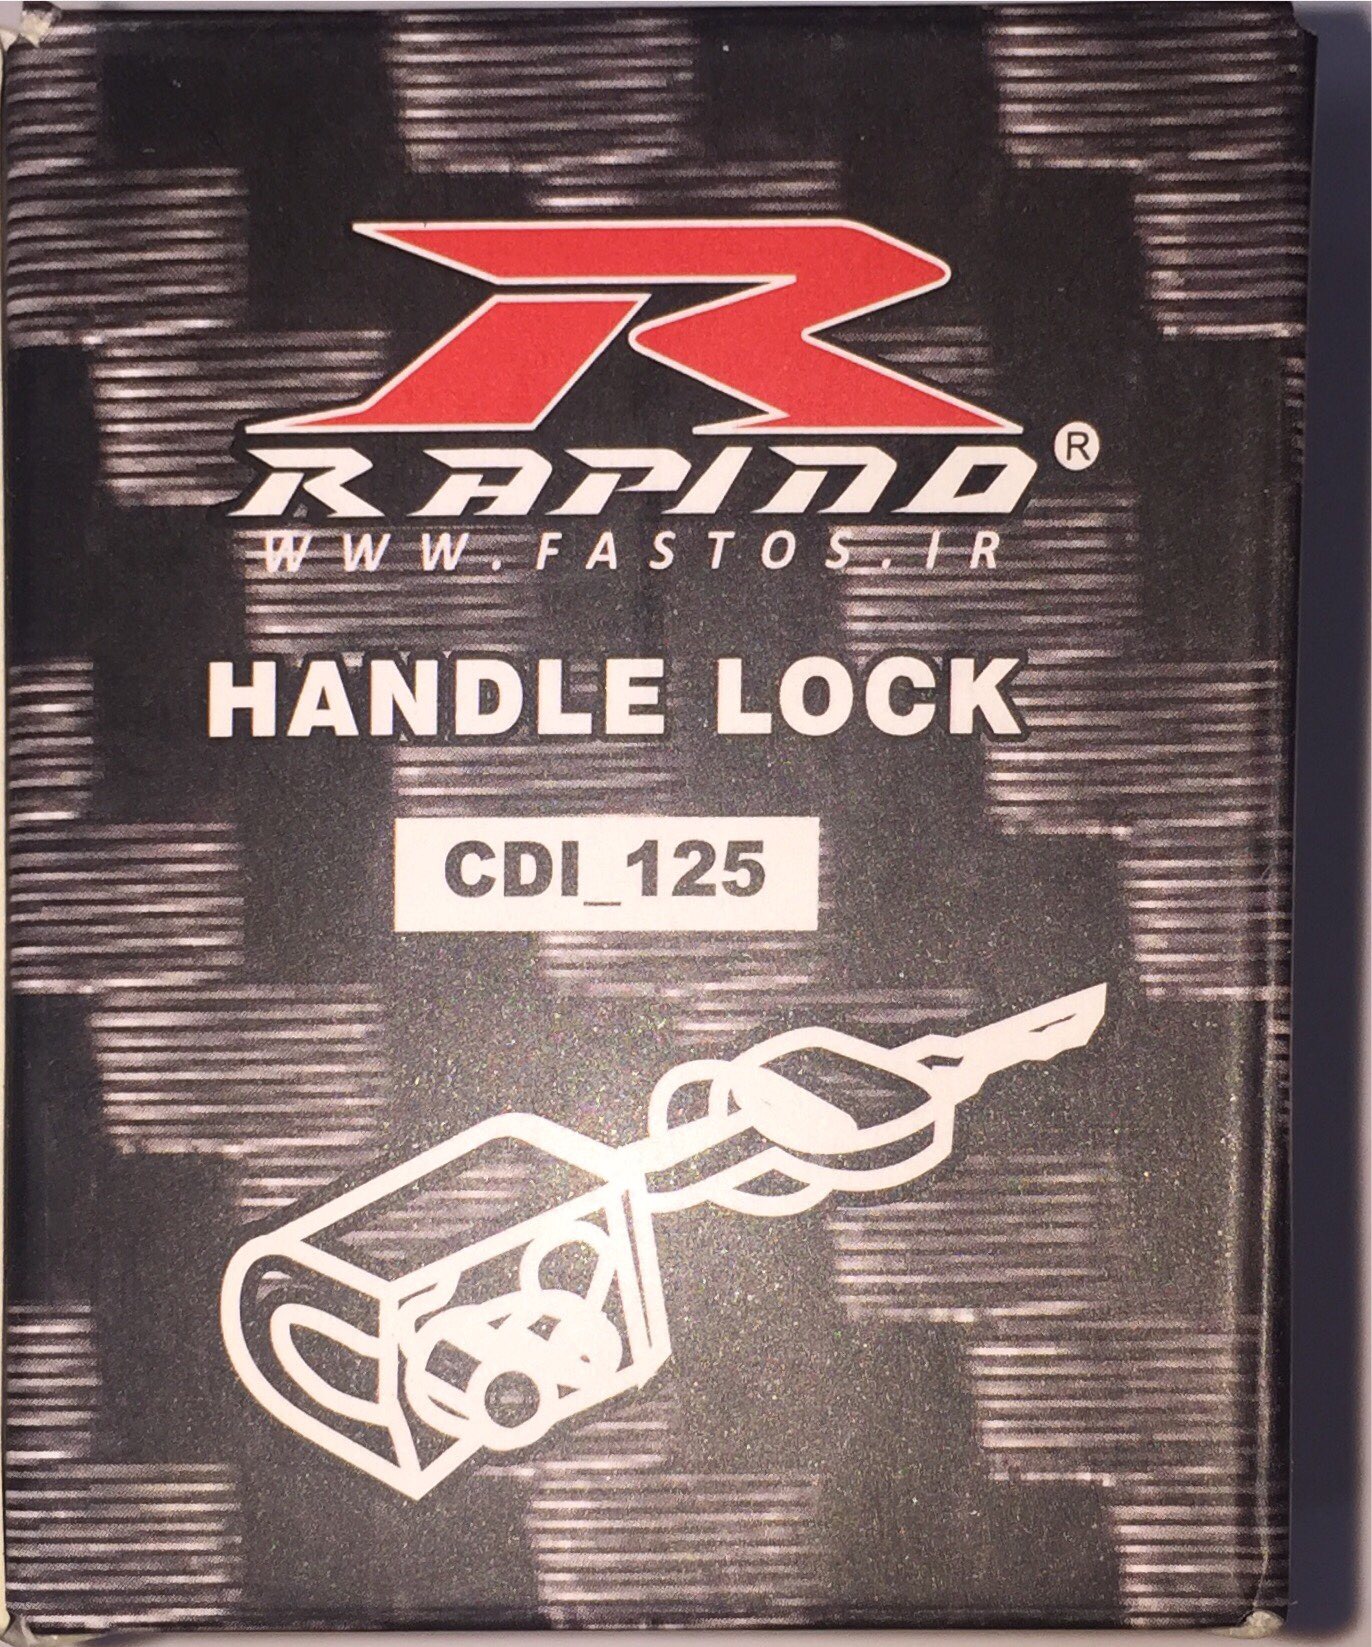 R
RAPIDO®
WWW.FASTOS.IR
HANDLE LOCK
CDI_125